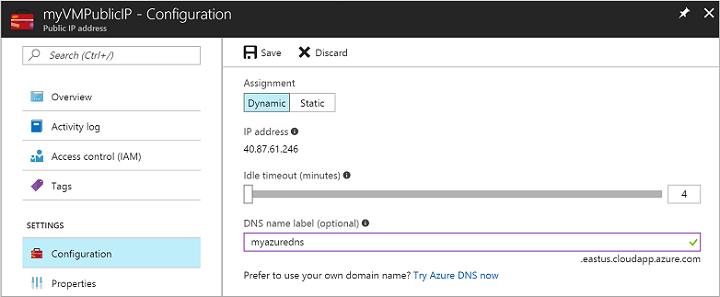 myVMPublicIP - Configuration
Public IP address
Search (Ctrl+/)
Overview
Activity log
Access control (IAM)
Tags
SETTINGS
Configuration
Properties
Save Discard
Assignment
Dynamic Static
IP address
40.87.61.246
Idle timeout (minutes)
4
DNS name label (optional)
myazuredns
.eastus.cloudapp.azure.com
Prefer to use your own domain name? Try Azure DNS now